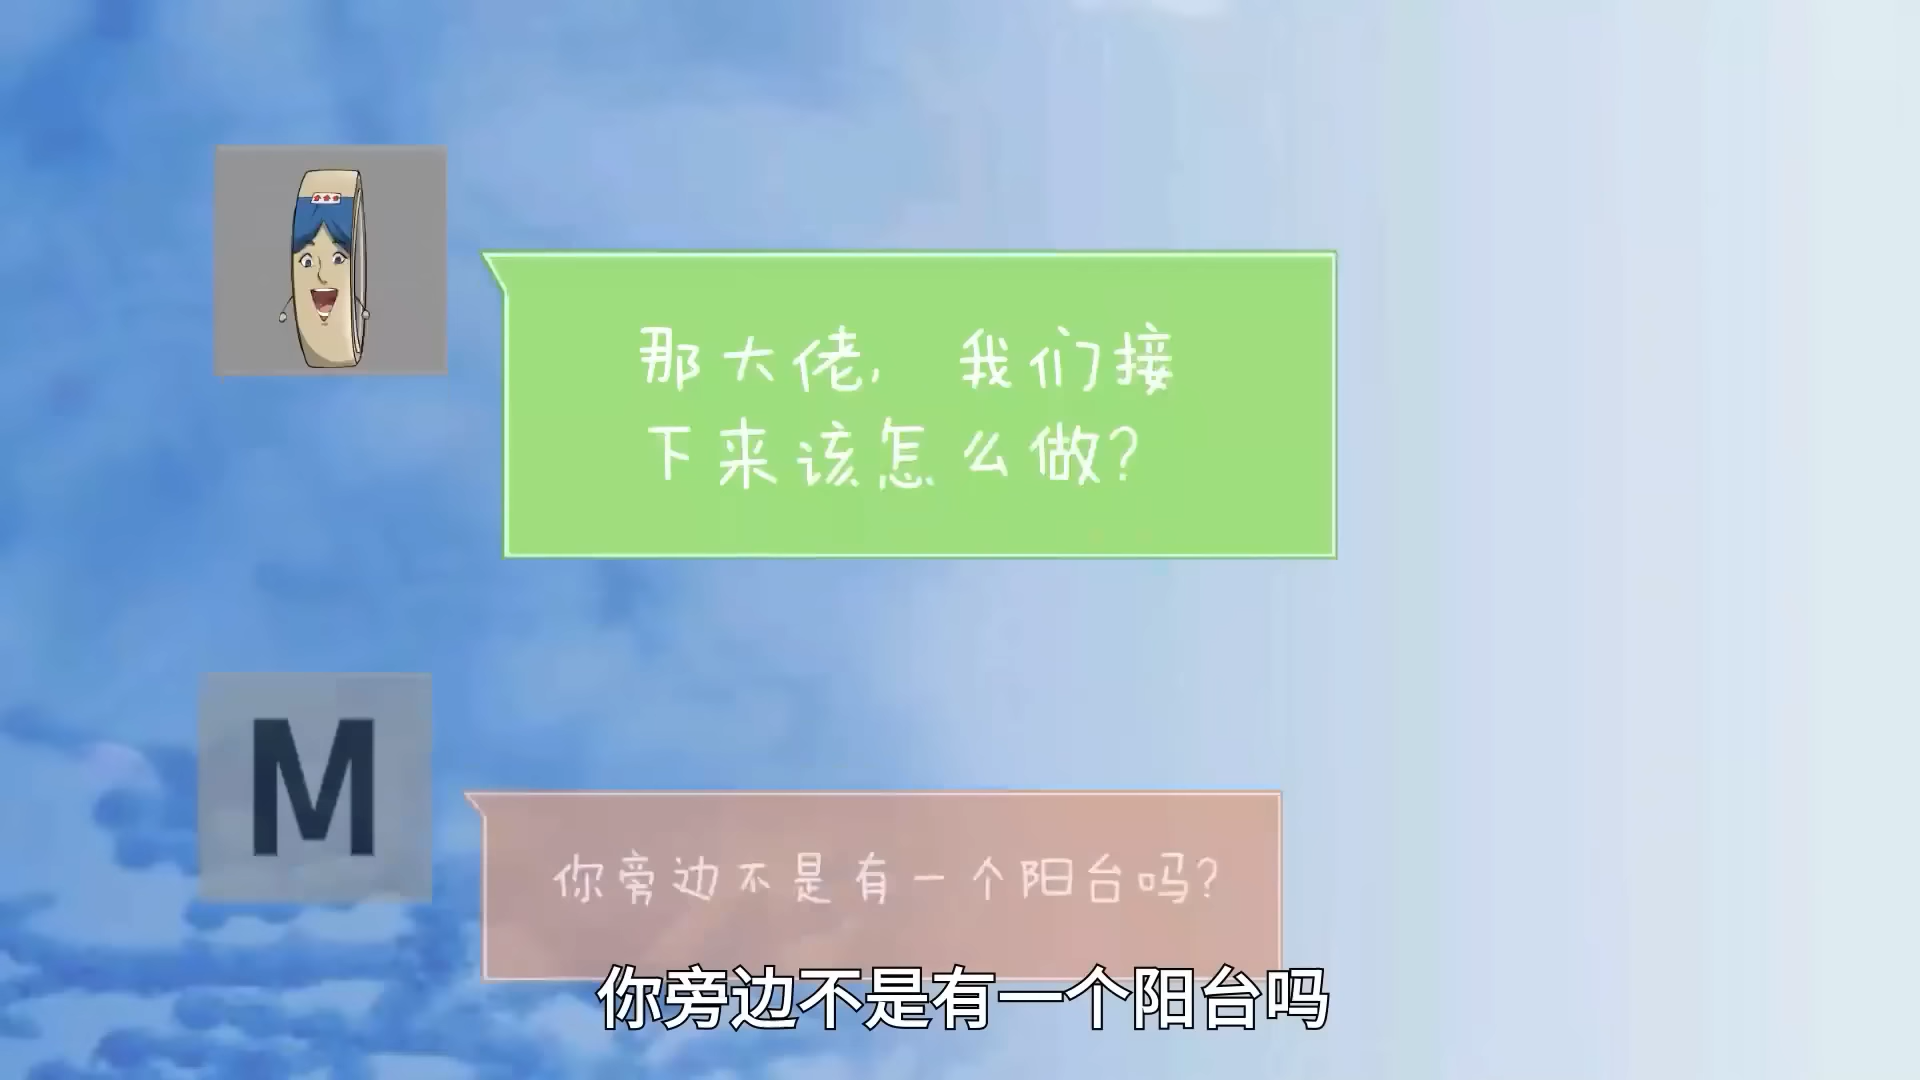 那大佬，我们接
下来该怎么做？
M
你旁边不是有一个阳台吗？
你旁边不是有一个阳台吗